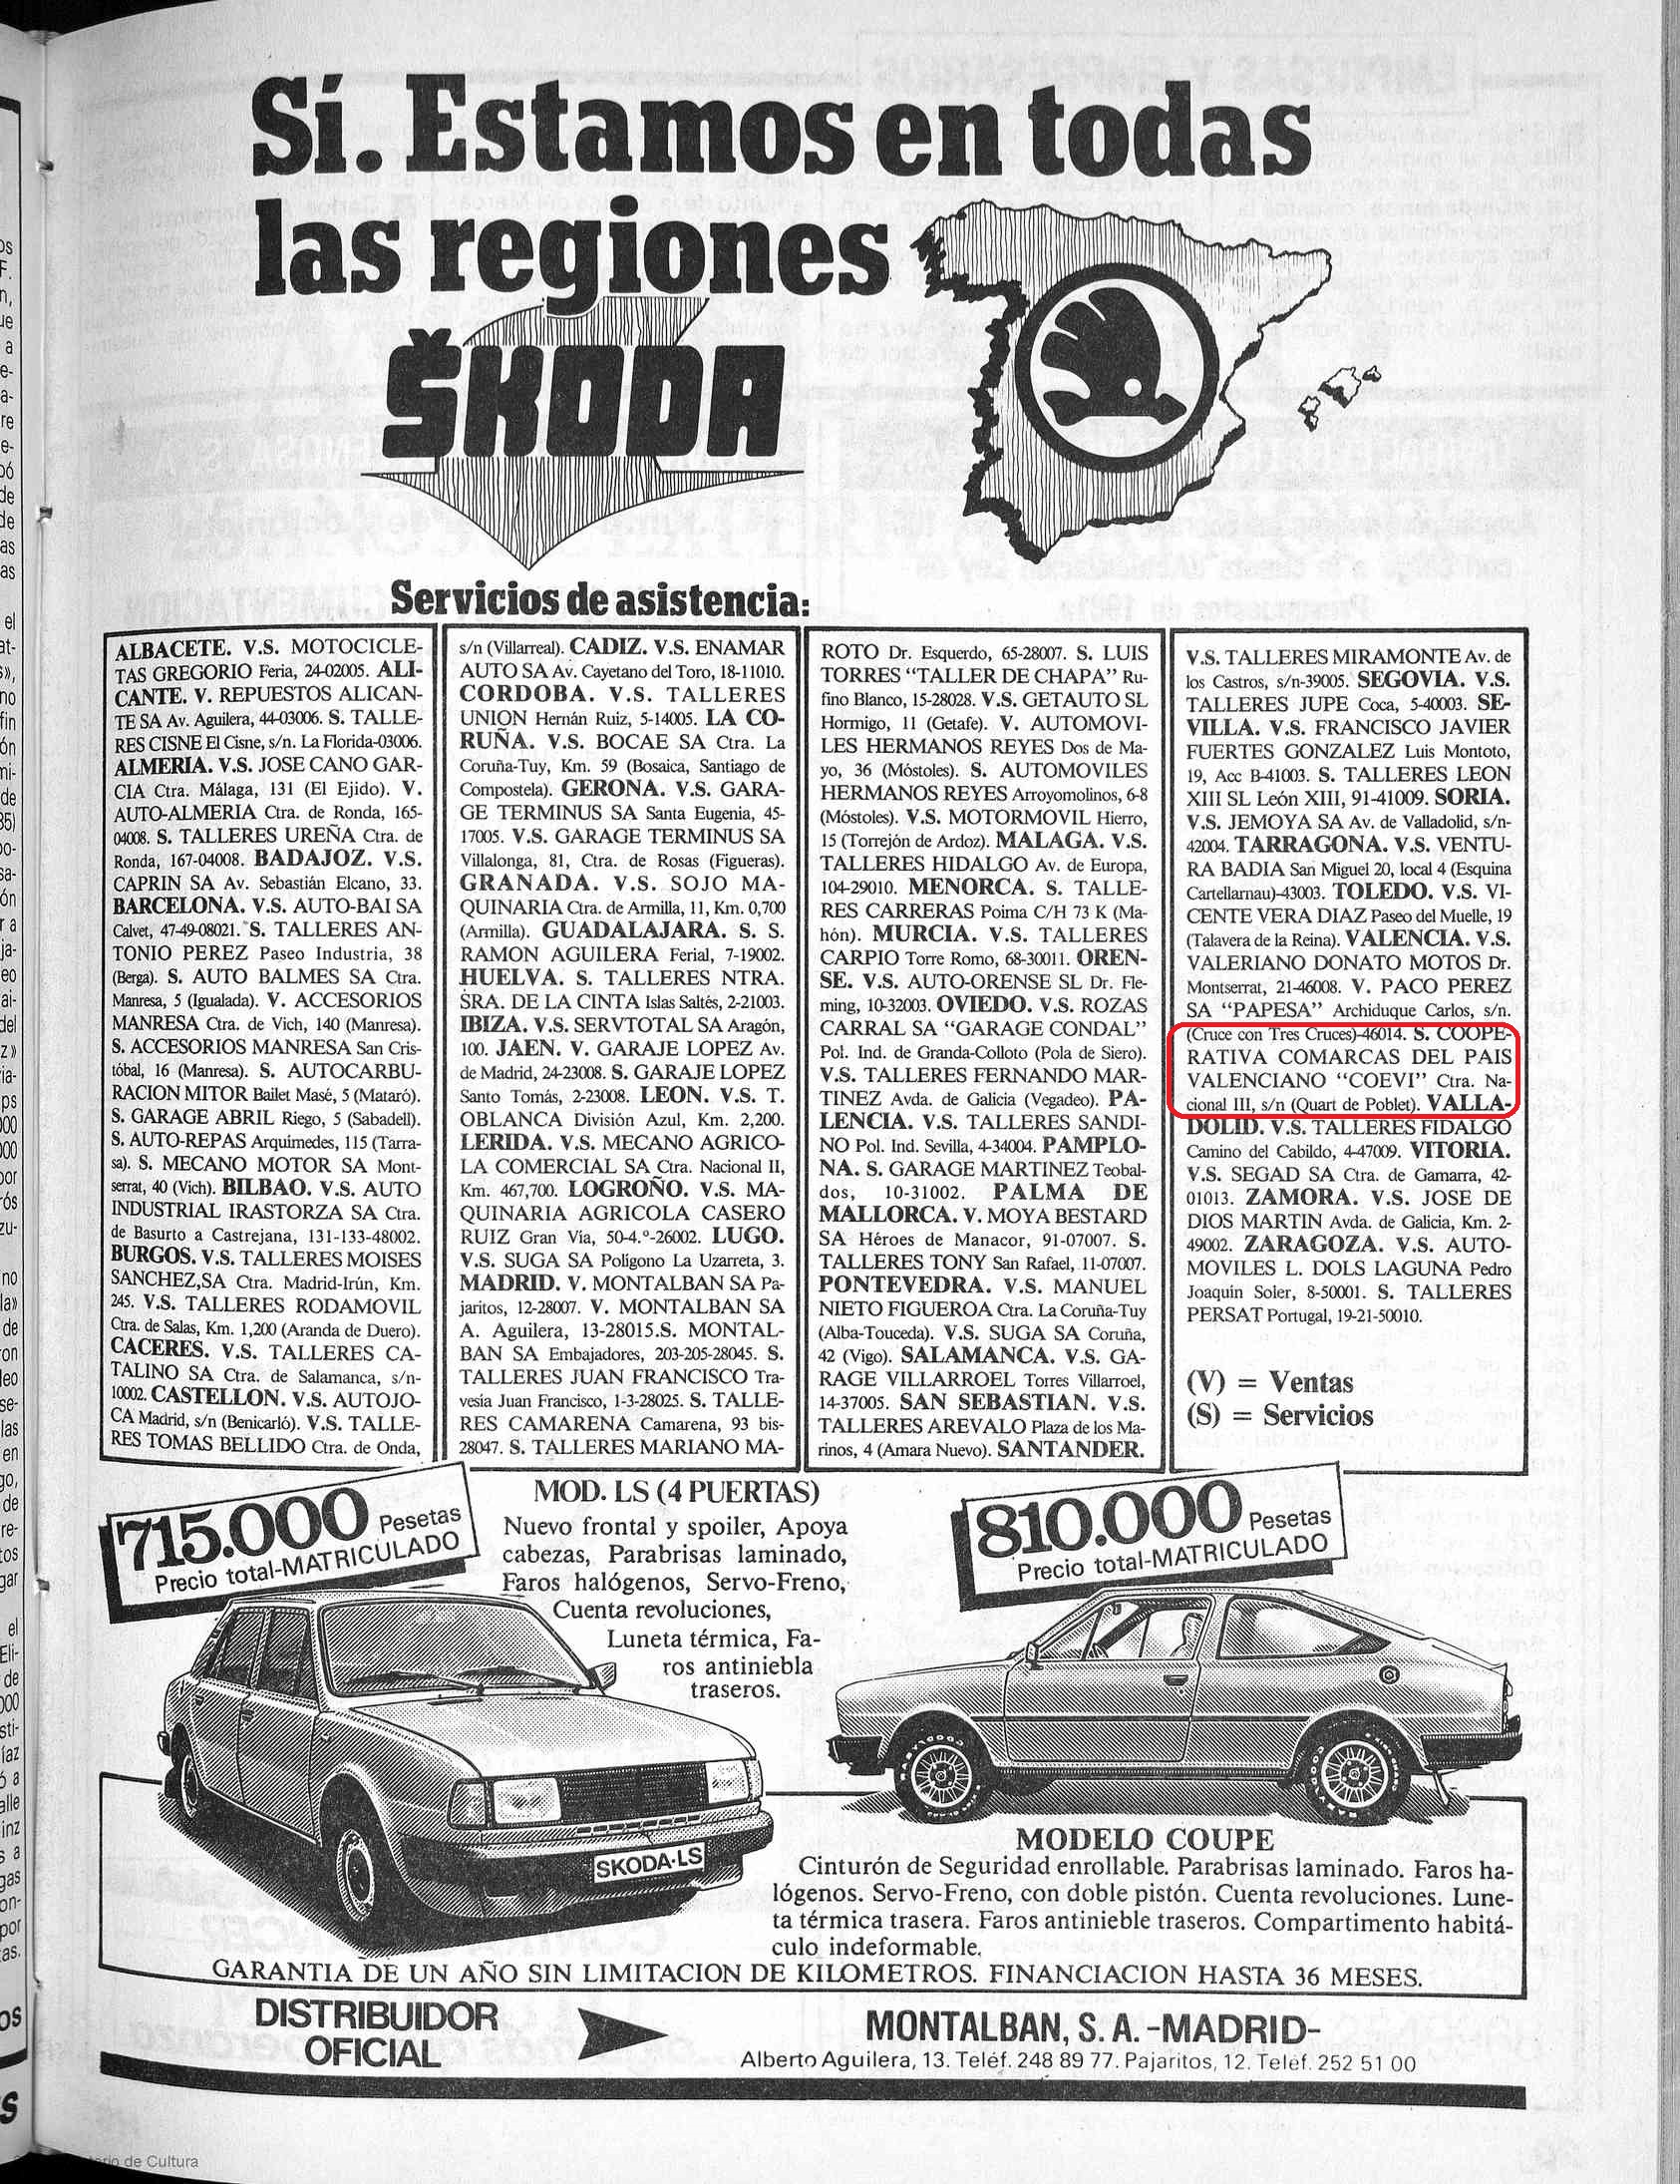 Sí. Estamos en todas
las regiones
ŠKODA
Servicios de asistencia:
ALBACETE. V.S. MOTOCICLE-
TAS GREGORIO Feria, 24-02005. ALI-
CANTE. V. REPUESTOS ALICAN-
TE SA Av. Aguilera, 44-03006. S. TALLE-
RES CISNE El Cisne, s/n. La Florida-03006.
ALMERIA. V.S. JOSE CANO GAR-
CIA Ctra. Málaga, 131 (El Ejido). V.
AUTO-ALMERIA Ctra. de Ronda, 165-
04008. S. TALLERES UREÑA Ctra. de
Ronda, 167-04008. BADAJOZ. V.S.
CAPRIN SA Av. Sebastián Elcano, 33.
BARCELONA. V.S. AUTO-BAI SA
Calvet, 47-49-08021. S. TALLERES AN-
TONIO PEREZ Paseo Industria, 38
(Berga). S. AUTO BALMES SA Ctra.
Manresa, 5 (Igualada). V. ACCESORIOS
MANRESA Ctra. de Vich, 140 (Manresa).
S. ACCESORIOS MANRESA San Cris-
tóbal, 16 (Manresa). S. AUTOCARBU-
RACION MITOR Bailet Masé, 5 (Mataró).
S. GARAGE ABRIL Riego, 5 (Sabadell).
S. AUTO-REPAS Arquímedes, 115 (Tarra-
sa). S. MECANO MOTOR SA Mont-
serrat, 40 (Vich). BILBAO. V.S. AUTO
INDUSTRIAL IRASTORZA SA Ctra.
de Basurto a Castrejana, 131-133-48002.
BURGOS. V.S. TALLERES MOISES
SANCHEZ,SA Ctra. Madrid-Irún, Km.
245. V.S. TALLERES RODAMOVIL
Ctra. de Salas, Km. 1,200 (Aranda de Duero).
CACERES. V.S. TALLERES CA-
TALINO SA Ctra. de Salamanca, s/n-
10002. CASTELLON. V.S. AUTOJO-
CA Madrid, s/n (Benicarló). V.S. TALLE-
RES TOMAS BELLIDO Ctra. de Onda,
s/n (Villarreal). CADIZ. V.S. ENAMAR
AUTO SA Av. Cayetano del Toro, 18-11010.
CORDOBA. V.S. TALLERES
UNION Hernán Ruiz, 5-14005. LA CO-
RUÑA. V.S. BOCAE SA Ctra. La
Coruña-Tuy, Km. 59 (Bosaica, Santiago de
Compostela). GERONA. V.S. GARA-
GE TERMINUS SA Santa Eugenia, 45-
17005. V.S. GARAGE TERMINUS SA
Villalonga, 81, Ctra. de Rosas (Figueras).
GRANADA. V.S. SOJO MA-
QUINARIA Ctra. de Armilla, 11, Km. 0,700
(Armilla). GUADALAJARA. S. S.
RAMON AGUILERA Ferial, 7-19002.
HUELVA. S. TALLERES NTRA.
SRA. DE LA CINTA Islas Saltés, 2-21003.
IBIZA. V.S. SERVTOTAL SA Aragón,
100. JAEN. V. GARAJE LOPEZ Av.
de Madrid, 24-23008. S. GARAJE LOPEZ
Santo Tomás, 2-23008. LEON. V.S. T.
OBLANCA División Azul, Km. 2,200.
LERIDA. V.S. MECANO AGRICO-
LA COMERCIAL SA Ctra. Nacional II,
Km. 467,700. LOGROÑO. V.S. MA-
QUINARIA AGRICOLA CASERO
RUIZ Gran Vía, 50-4.º-26002. LUGO.
V.S. SUGA SA Polígono La Uzarreta, 3.
MADRID. V. MONTALBAN SA Pa-
jaritos, 12-28007. V. MONTALBAN SA
A. Aguilera, 13-28015.S. MONTAL-
BAN SA Embajadores, 203-205-28045. S.
TALLERES JUAN FRANCISCO Tra-
vesía Juan Francisco, 1-3-28025. S. TALLE-
RES CAMARENA Camarena, 93 bis-
28047. S. TALLERES MARIANO MA-
ROTO Dr. Esquerdo, 65-28007. S. LUIS
TORRES "TALLER DE CHAPA" Ru-
fino Blanco, 15-28028. V.S. GETAUTO SL
Hormigo, 11 (Getafe). V. AUTOMOVI-
LES HERMANOS REYES Dos de Ma-
yo, 36 (Móstoles). S. AUTOMOVILES
HERMANOS REYES Arroyomolinos, 6-8
(Móstoles). V.S. MOTORMOVIL Hierro,
15 (Torrejón de Ardoz). MALAGA. V.S.
TALLERES HIDALGO Av. de Europa,
104-29010. MENORCA. S. TALLE-
RES CARRERAS Poima C/H 73 K (Ma-
hón). MURCIA. V.S. TALLERES
CARPIO Torre Romo, 68-30011. OREN-
SE. V.S. AUTO-ORENSE SL Dr. Fle-
ming, 10-32003. OVIEDO. V.S. ROZAS
CARRAL SA "GARAGE CONDAL"
Pol. Ind. de Granda-Colloto (Pola de Siero).
V.S. TALLERES FERNANDO MAR-
TINEZ Avda. de Galicia (Vegadeo). PA-
LENCIA. V.S. TALLERES SANDI-
NO Pol. Ind. Sevilla, 4-34004. PAMPLO-
NA. S. GARAGE MARTINEZ Teobal-
dos, 10-31002. PALMA DE
MALLORCA. V. MOYA BESTARD
SA Héroes de Manacor, 91-07007. S.
TALLERES TONY San Rafael, 11-07007.
PONTEVEDRA. V.S. MANUEL
NIETO FIGUEROA Ctra. La Coruña-Tuy
(Alba-Touceda). V.S. SUGA SA Coruña,
42 (Vigo). SALAMANCA. V.S. GA-
RAGE VILLARROEL Torres Villarroel,
14-37005. SAN SEBASTIAN. V.S.
TALLERES AREVALO Plaza de los Ma-
rinos, 4 (Amara Nuevo). SANTANDER.
V.S. TALLERES MIRAMONTE Av. de
los Castros, s/n-39005. SEGOVIA. V.S.
TALLERES JUPE Coca, 5-40003. SE-
VILLA. V.S. FRANCISCO JAVIER
FUERTES GONZALEZ Luis Montoto,
19, Acc B-41003. S. TALLERES LEON
XIII SL León XIII, 91-41009. SORIA.
V.S. JEMOYA SA Av. de Valladolid, s/n-
42004. TARRAGONA. V.S. VENTU-
RA BADIA San Miguel 20, local 4 (Esquina
Cartellarnau)-43003. TOLEDO. V.S. VI-
CENTE VERA DIAZ Paseo del Muelle, 19
(Talavera de la Reina). VALENCIA. V.S.
VALERIANO DONATO MOTOS Dr.
Montserrat, 21-46008. V. PACO PEREZ
SA "PAPESA" Archiduque Carlos, s/n.
(Cruce con Tres Cruces)-46014. S. COOPE-
RATIVA COMARCAS DEL PAIS
VALENCIANO "COEVI" Ctra. Na-
cional III, s/n (Quart de Poblet). VALLA-
DOLID. V.S. TALLERES FIDALGO
Camino del Cabildo, 4-47009. VITORIA.
V.S. SEGAD SA Ctra. de Gamarra, 42-
01013. ZAMORA. V.S. JOSE DE
DIOS MARTIN Avda. de Galicia, Km. 2-
49002. ZARAGOZA. V.S. AUTO-
MOVILES L. DOLS LAGUNA Pedro
Joaquin Soler, 8-50001. S. TALLERES
PERSAT Portugal, 19-21-50010.
(V) = Ventas
(S) = Servicios
715.000 Pesetas
Precio total-MATRICULADO
MOD. LS (4 PUERTAS)
Nuevo frontal y spoiler, Apoya
cabezas, Parabrisas laminado,
Faros halógenos, Servo-Freno,
Cuenta revoluciones,
Luneta térmica, Fa-
ros antiniebla
traseros.
810.000 Pesetas
Precio total-MATRICULADO
SKODA-LS
MODELO COUPE
Cinturón de Seguridad enrollable. Parabrisas laminado. Faros ha-
lógenos. Servo-Freno, con doble pistón. Cuenta revoluciones. Lune-
ta térmica trasera. Faros antinieble traseros. Compartimento habitá-
culo indeformable.
GARANTIA DE UN AÑO SIN LIMITACION DE KILOMETROS. FINANCIACION HASTA 36 MESES.
DISTRIBUIDOR
OFICIAL
MONTALBAN, S. A. -MADRID-
Alberto Aguilera, 13. Teléf. 248 89 77. Pajaritos, 12. Teléf. 252 51 00
de Cultura